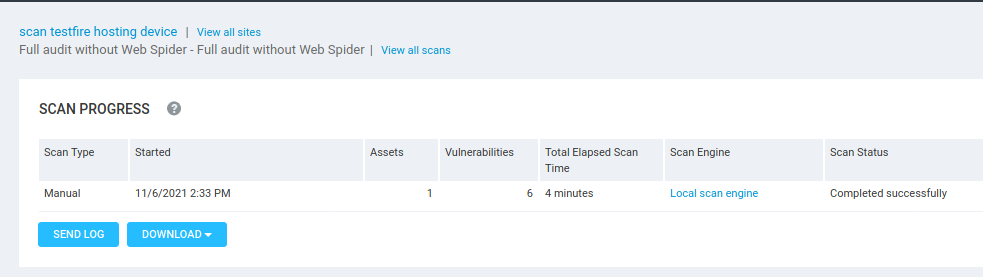 scan testfire hosting device | View all sites
Full audit without Web Spider - Full audit without Web Spider | View all scans
SCAN PROGRESS ?
Scan Type Started Assets Vulnerabilities Total Elapsed Scan Time Scan Engine Scan Status
Manual 11/6/2021 2:33 PM 1 6 4 minutes Local scan engine Completed successfully
SEND LOG DOWNLOAD